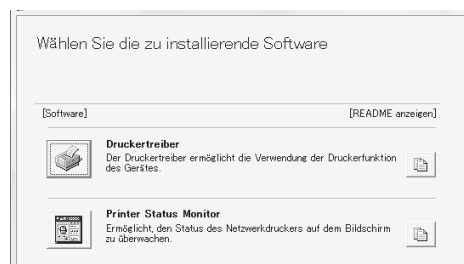 Wählen Sie die zu installierende Software
[Software] [README anzeigen]
Druckertreiber
Der Druckertreiber ermöglicht die Verwendung der Druckerfunktion
des Gerätes.
Printer Status Monitor
Ermöglicht, den Status des Netzwerkdruckers auf dem Bildschirm
zu überwachen.